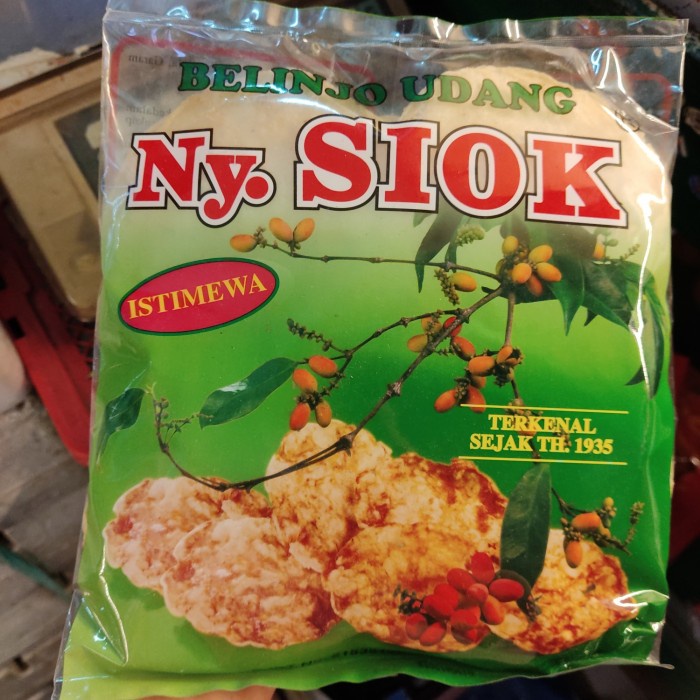 BELINJO UDANG
Ny. SIOK
ISTIMEWA
TERKENAL
SEJAK TH. 1935